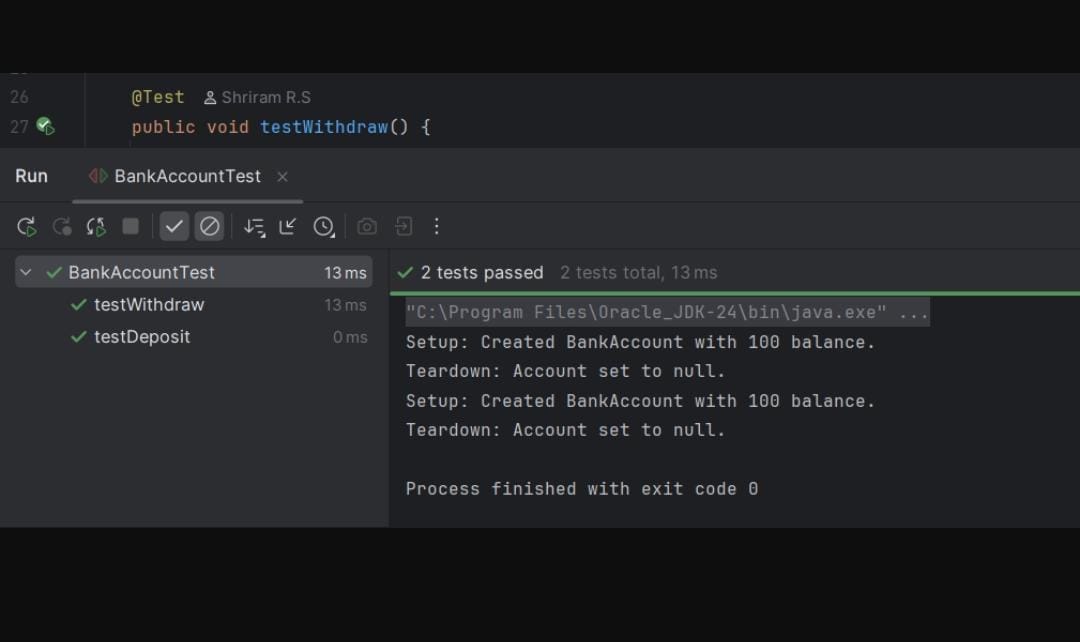 26 @Test Shriram R.S
27 public void testWithdraw() {
Run BankAccountTest
BankAccountTest 13 ms
testWithdraw 13 ms
testDeposit 0 ms
2 tests passed 2 tests total, 13 ms
"C:\Program Files\Oracle_JDK-24\bin\java.exe" ...
Setup: Created BankAccount with 100 balance.
Teardown: Account set to null.
Setup: Created BankAccount with 100 balance.
Teardown: Account set to null.
Process finished with exit code 0